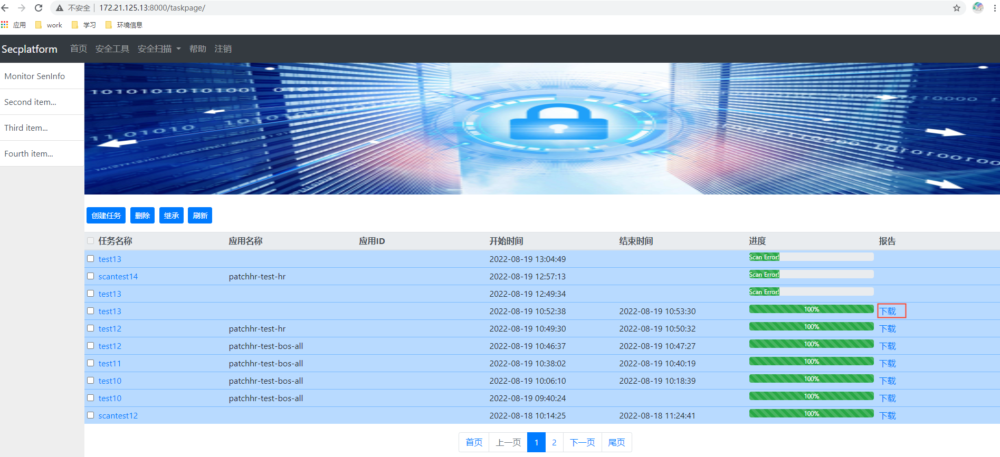 不安全 172.21.125.13:8000/taskpage/
应用 work 学习 环境信息
Secplatform 首页 安全工具 安全扫描 帮助 注销
Monitor SenInfo
Second item...
Third item...
Fourth item...
创建任务 删除 继承 刷新
任务名称 应用名称 应用ID 开始时间 结束时间 进度 报告
test13 2022-08-19 13:04:49 Scan Error!
scantest14 patchhr-test-hr 2022-08-19 12:57:13 Scan Error!
test13 2022-08-19 12:49:34 Scan Error!
test13 2022-08-19 10:52:38 2022-08-19 10:53:30 100% 下载
test12 patchhr-test-hr 2022-08-19 10:49:30 2022-08-19 10:50:32 100% 下载
test12 patchhr-test-bos-all 2022-08-19 10:46:37 2022-08-19 10:47:27 100% 下载
test11 patchhr-test-bos-all 2022-08-19 10:38:02 2022-08-19 10:40:19 100% 下载
test10 patchhr-test-bos-all 2022-08-19 10:06:10 2022-08-19 10:18:39 100% 下载
test10 patchhr-test-bos-all 2022-08-19 09:40:24 100% 下载
scantest12 2022-08-18 10:14:25 2022-08-18 11:24:41 100% 下载
首页 上一页 1 2 下一页 尾页